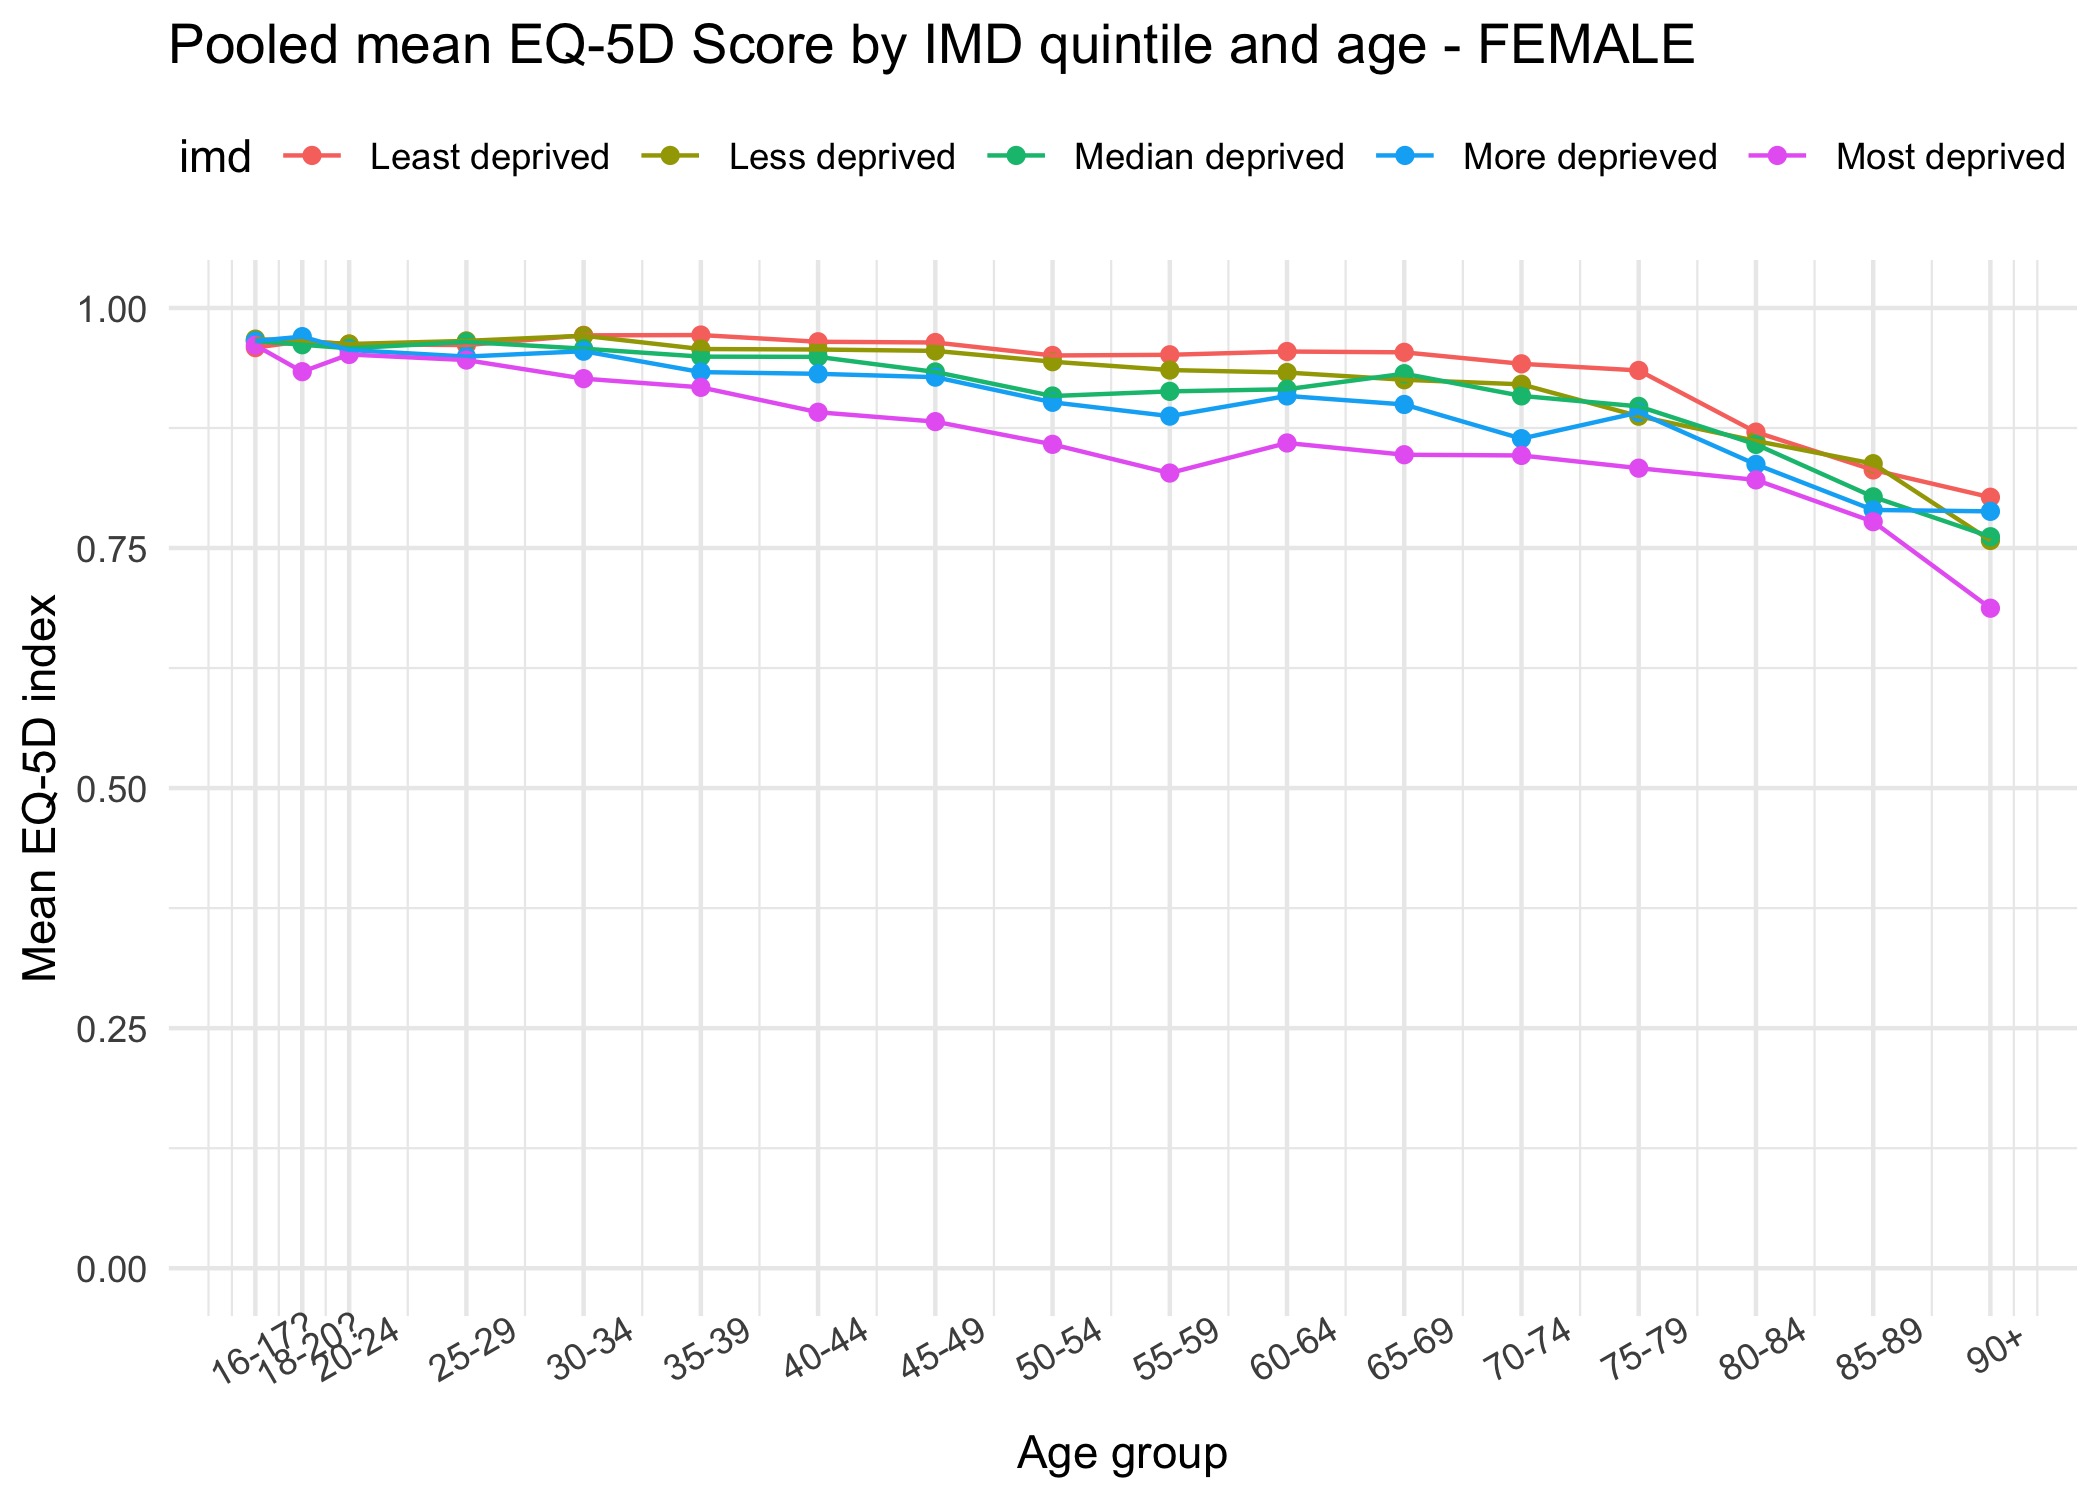 Pooled mean EQ-5D Score by IMD quintile and age - FEMALE
imd Least deprived Less deprived Median deprived More deprieved Most deprived
1.00
0.75
0.50
0.25
0.00
Mean EQ-5D index
16-17? 18-20? 20-24 25-29 30-34 35-39 40-44 45-49 50-54 55-59 60-64 65-69 70-74 75-79 80-84 85-89 90+
Age group